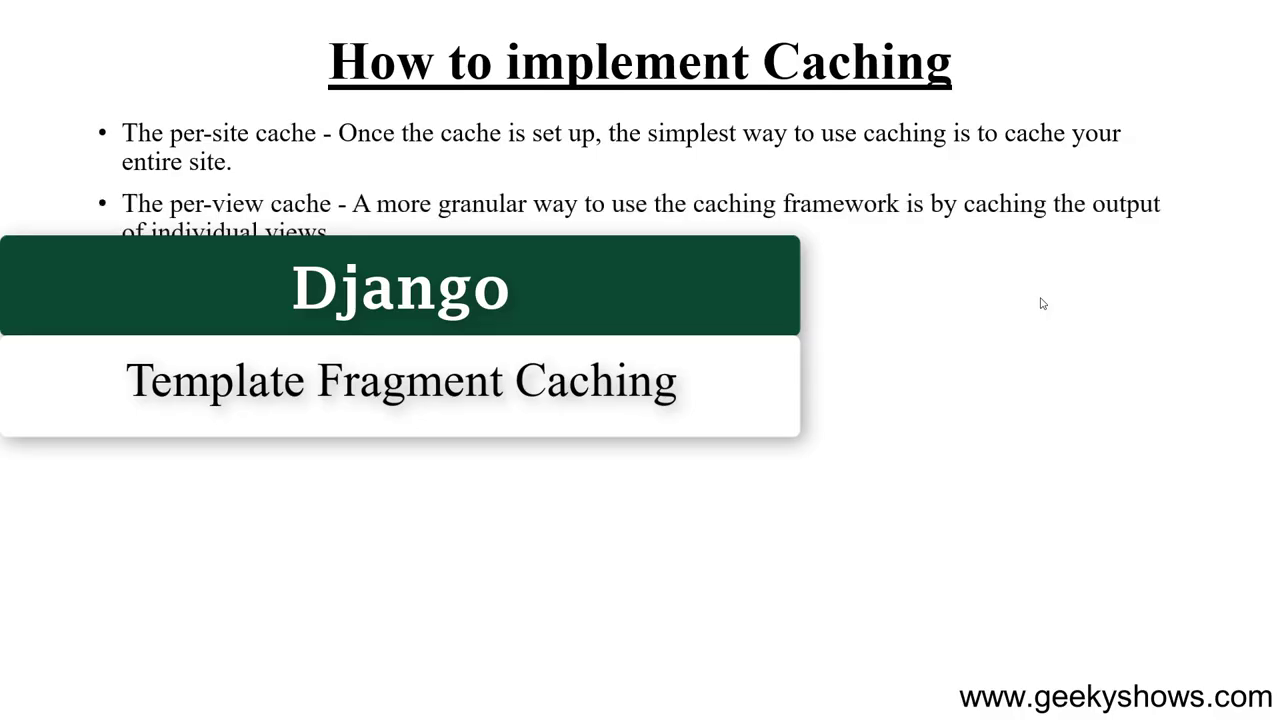 How to implement Caching
• The per-site cache - Once the cache is set up, the simplest way to use caching is to cache your
entire site.
• The per-view cache - A more granular way to use the caching framework is by caching the output
of individual views.
Django
Template Fragment Caching
www.geekyshows.com